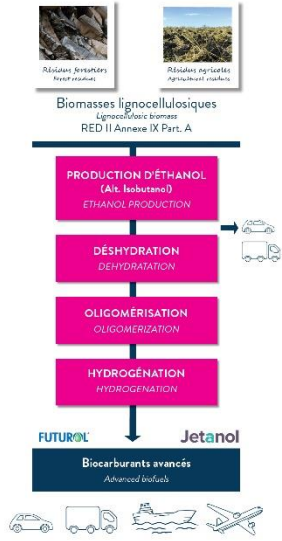 Résidus forestiers
Forest residues
Résidus agricoles
Agricultural residues
Biomasses lignocellulosiques
Lignocellulosic biomass
RED II Annexe IX Part. A
PRODUCTION D'ÉTHANOL
(Alt. Isobutanol)
ETHANOL PRODUCTION
DÉSHYDRATION
DEHYDRATATION
OLIGOMÉRISATION
OLIGOMERIZATION
HYDROGÉNATION
HYDROGENATION
FUTUROL
Jetanol
Biocarburants avancés
Advanced biofuels